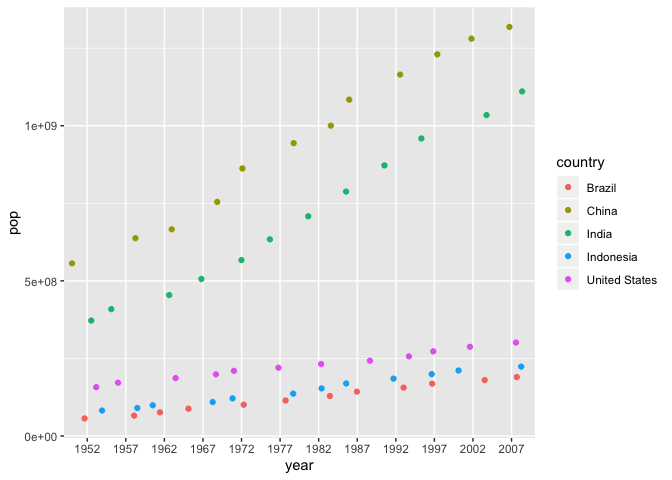 1e+09
5e+08
0e+00
pop
1952 1957 1962 1967 1972 1977 1982 1987 1992 1997 2002 2007
year
country
Brazil
China
India
Indonesia
United States